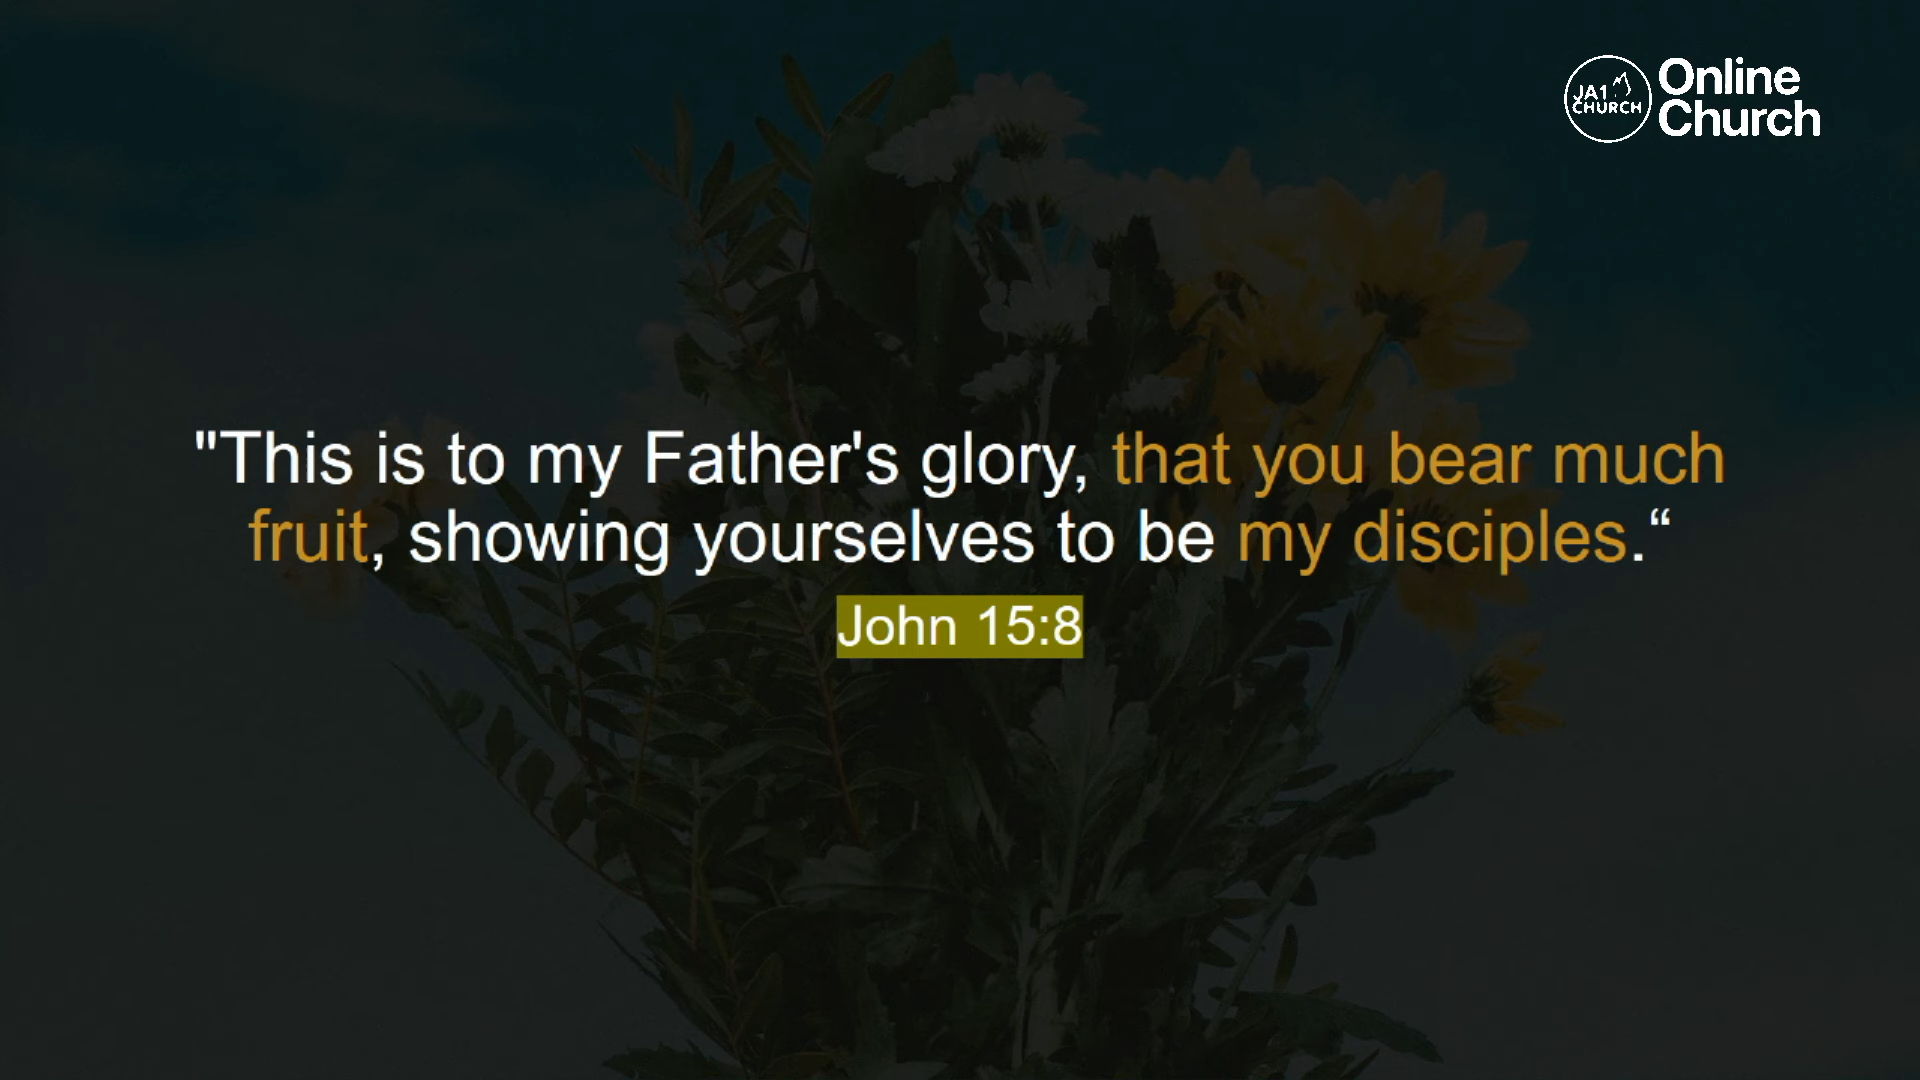 JA1
CHURCH
Online
Church
"This is to my Father's glory, that you bear much
fruit, showing yourselves to be my disciples.“
John 15:8